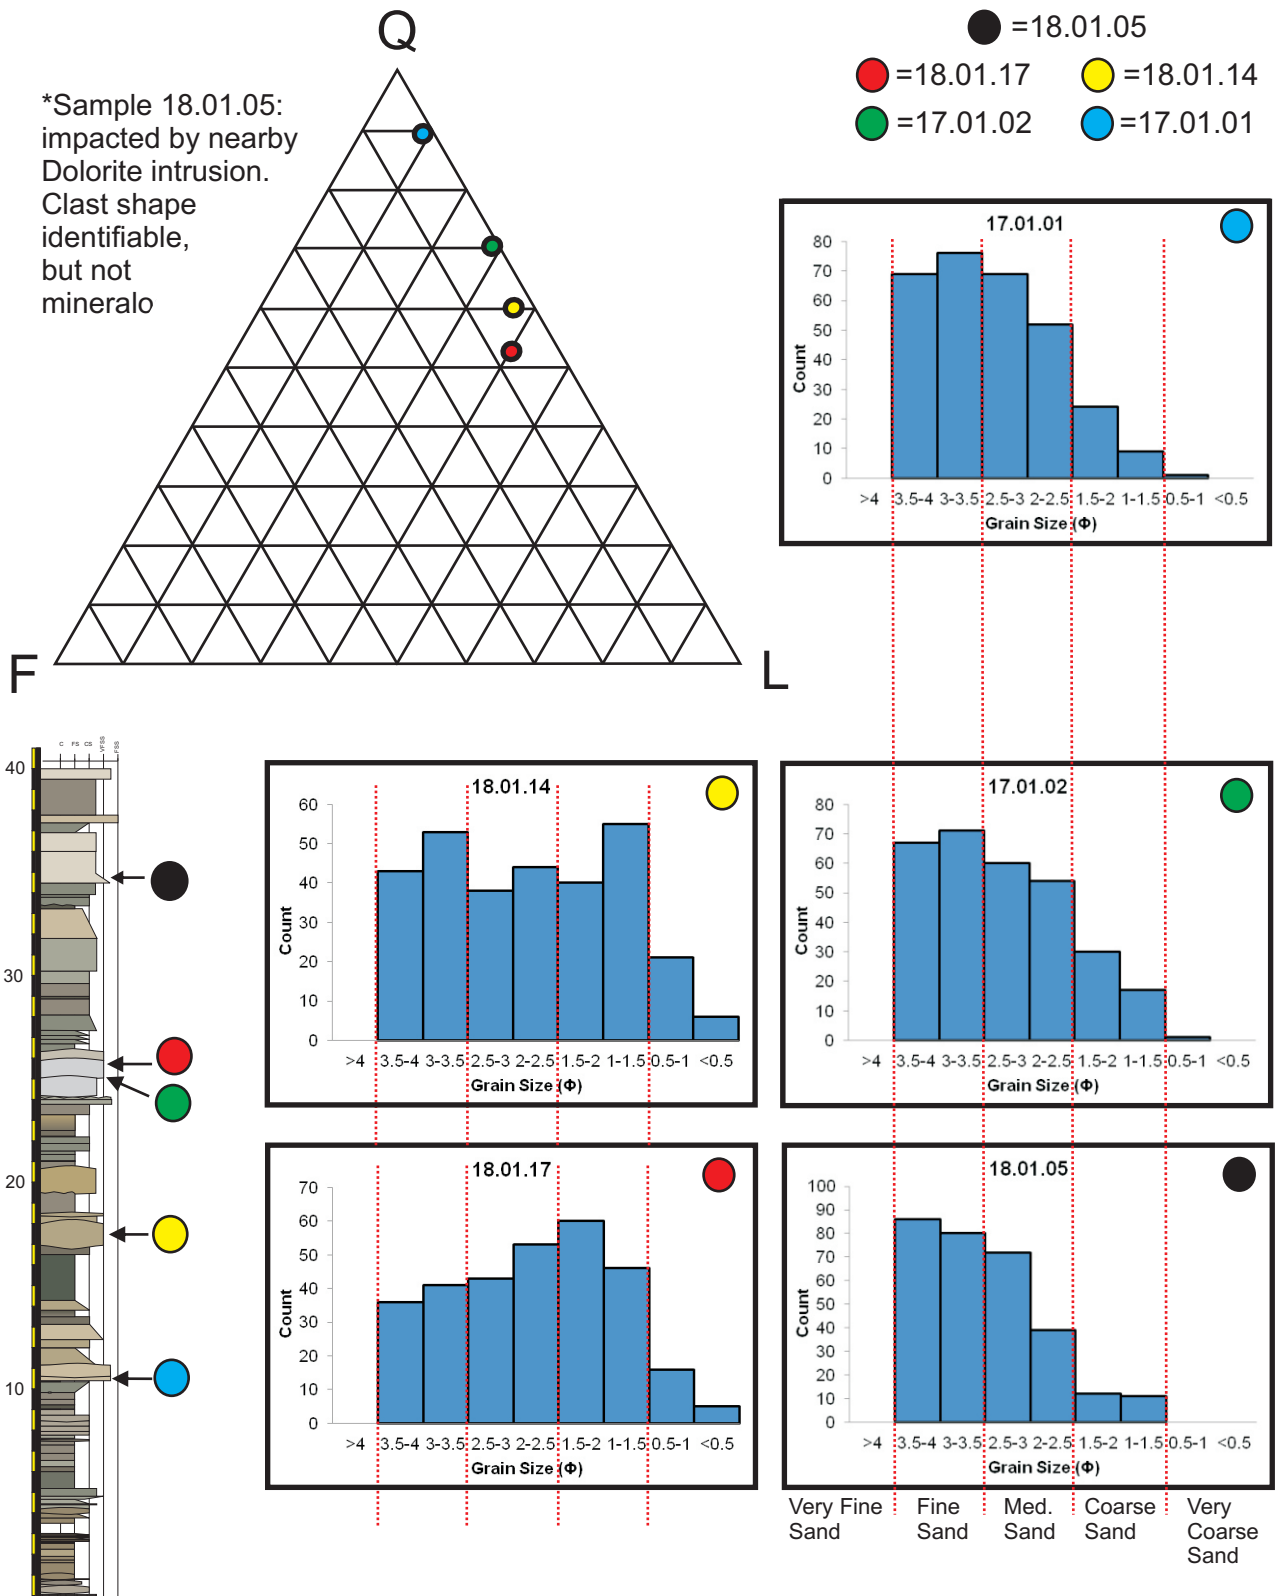 Q
=18.01.05
=18.01.17
=18.01.14
=17.01.02
=17.01.01
*Sample 18.01.05:
impacted by nearby
Dolorite intrusion.
Clast shape
identifiable,
but not
mineralo
F
L
17.01.01
80
70
60
50
40
30
20
10
0
Count
>4 3.5-4 3-3.5 2.5-3 2-2.5 1.5-2 1-1.5 0.5-1 <0.5
Grain Size (Φ)
C FS CS VFSS FSS
40
30
20
10
18.01.14
60
50
40
30
20
10
0
Count
>4 3.5-4 3-3.5 2.5-3 2-2.5 1.5-2 1-1.5 0.5-1 <0.5
Grain Size (Φ)
17.01.02
80
70
60
50
40
30
20
10
0
Count
>4 3.5-4 3-3.5 2.5-3 2-2.5 1.5-2 1-1.5 0.5-1 <0.5
Grain Size (Φ)
18.01.17
70
60
50
40
30
20
10
0
Count
>4 3.5-4 3-3.5 2.5-3 2-2.5 1.5-2 1-1.5 0.5-1 <0.5
Grain Size (Φ)
18.01.05
100
90
80
70
60
50
40
30
20
10
0
Count
>4 3.5-4 3-3.5 2.5-3 2-2.5 1.5-2 1-1.5 0.5-1 <0.5
Grain Size (Φ)
Very Fine
Sand
Fine
Sand
Med.
Sand
Coarse
Sand
Very
Coarse
Sand